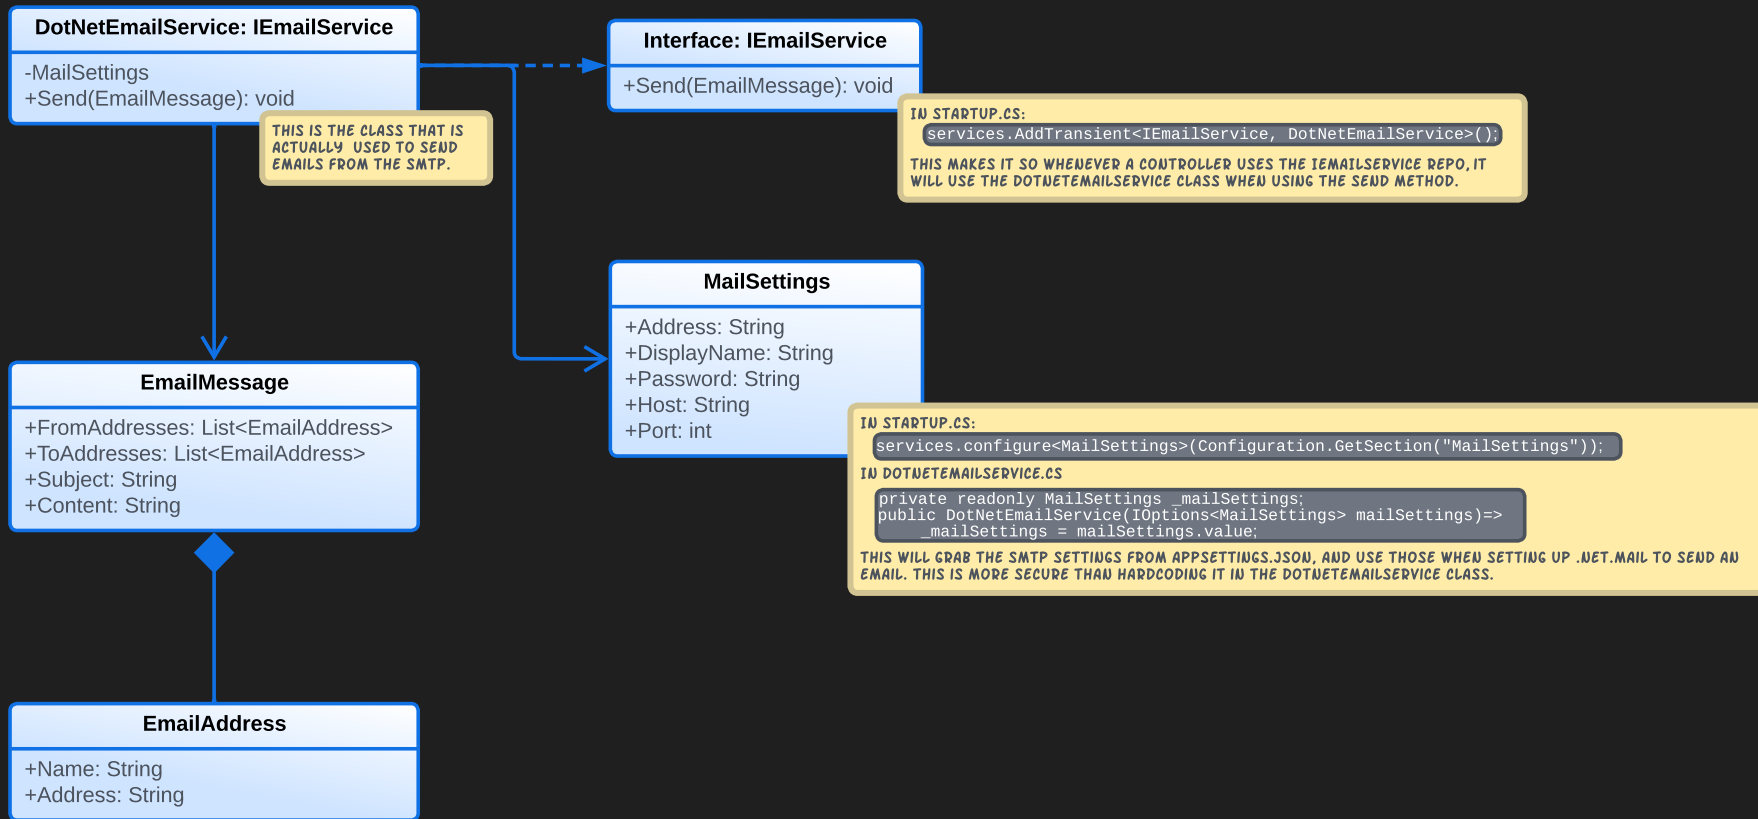 DotNetEmailService: IEmailService
-MailSettings
+Send(EmailMessage): void
THIS IS THE CLASS THAT IS
ACTUALLY USED TO SEND
EMAILS FROM THE SMTP.
Interface: IEmailService
+Send(EmailMessage): void
IN STARTUP.CS:
services.AddTransient<IEmailService, DotNetEmailService>();
THIS MAKES IT SO WHENEVER A CONTROLLER USES THE IEMAILSERVICE REPO, IT
WILL USE THE DOTNETEMAILSERVICE CLASS WHEN USING THE SEND METHOD.
MailSettings
+Address: String
+DisplayName: String
+Password: String
+Host: String
+Port: int
IN STARTUP.CS:
services.configure<MailSettings>(Configuration.GetSection("MailSettings"));
IN DOTNETEMAILSERVICE.CS
private readonly MailSettings _mailSettings;
public DotNetEmailService(IOptions<MailSettings> mailSettings)=>
_mailSettings = mailSettings.value;
THIS WILL GRAB THE SMTP SETTINGS FROM APPSETTINGS.JSON, AND USE THOSE WHEN SETTING UP .NET.MAIL TO SEND AN
EMAIL. THIS IS MORE SECURE THAN HARDCODING IT IN THE DOTNETEMAILSERVICE CLASS.
EmailMessage
+FromAddresses: List<EmailAddress>
+ToAddresses: List<EmailAddress>
+Subject: String
+Content: String
EmailAddress
+Name: String
+Address: String